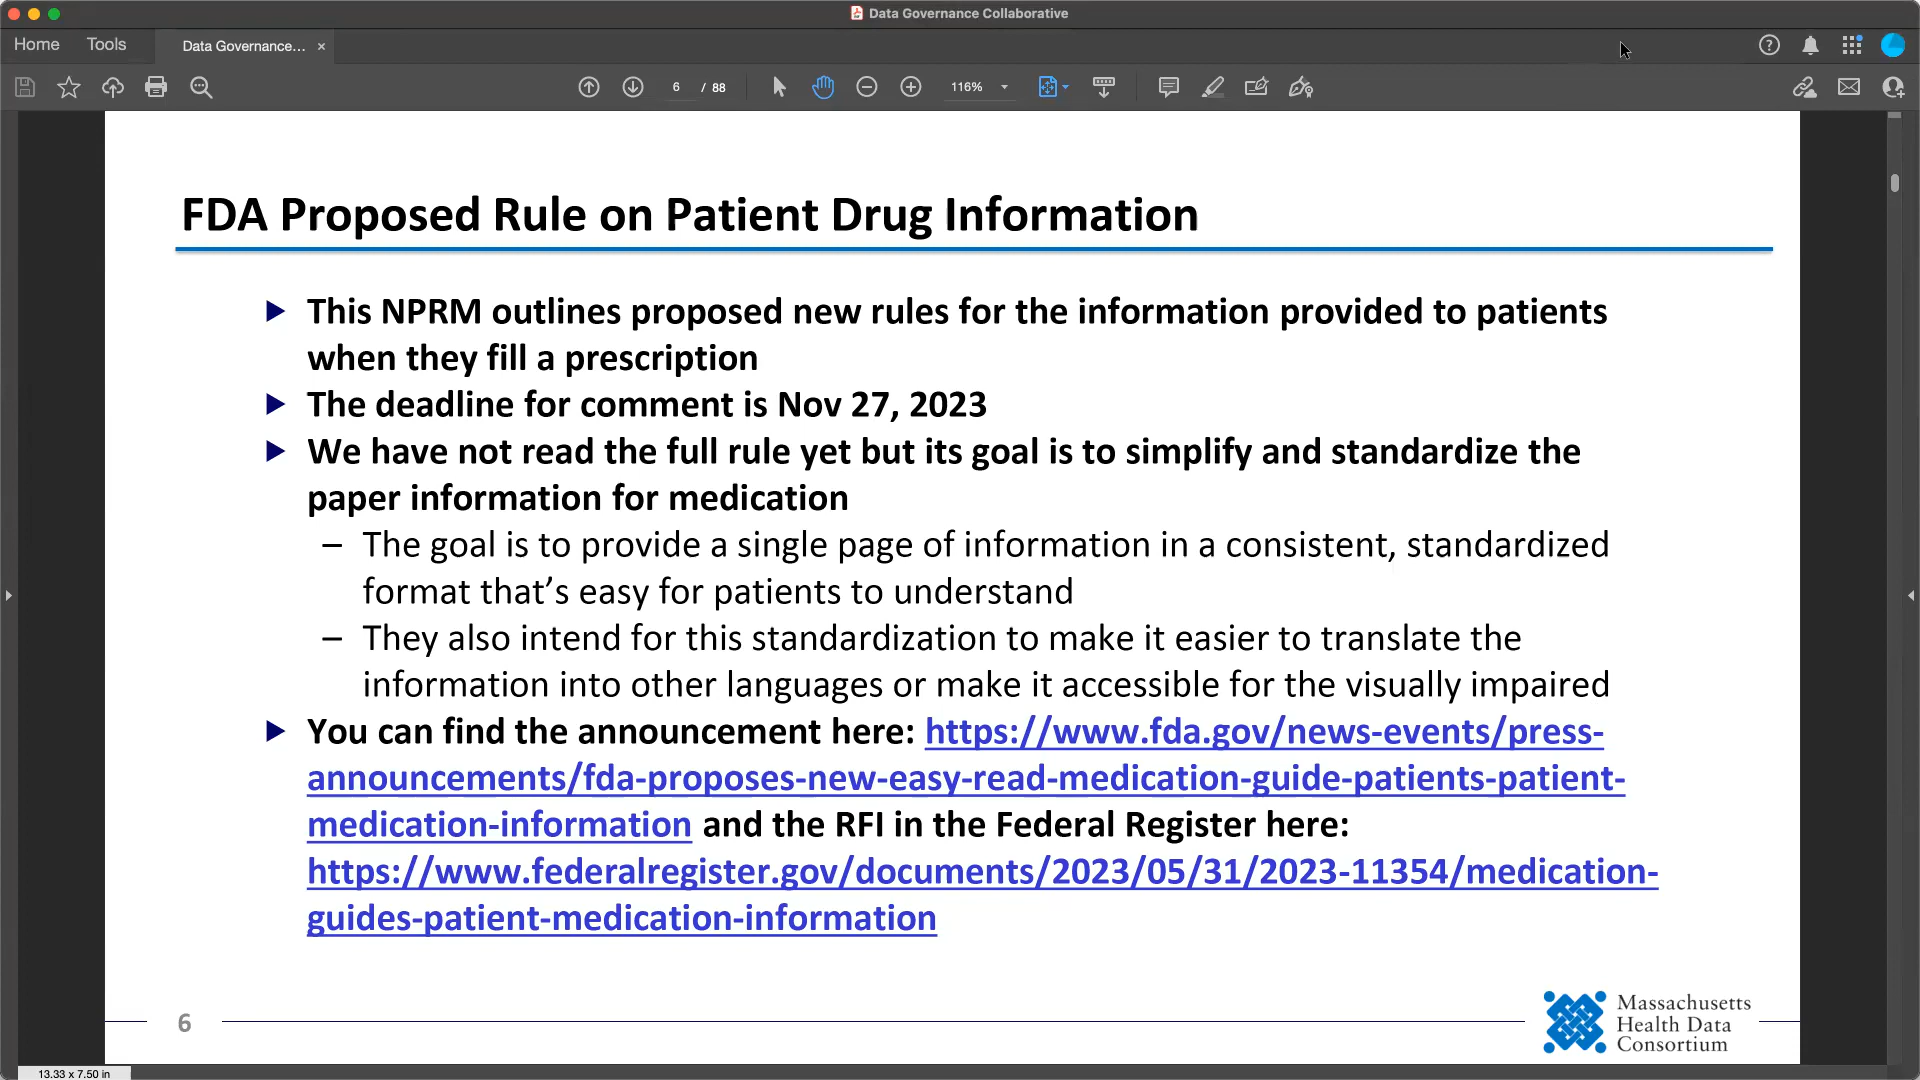 Data Governance Collaborative
Home Tools Data Governance... ×
6 / 88 116%
FDA Proposed Rule on Patient Drug Information
This NPRM outlines proposed new rules for the information provided to patients
when they fill a prescription
The deadline for comment is Nov 27, 2023
We have not read the full rule yet but its goal is to simplify and standardize the
paper information for medication
– The goal is to provide a single page of information in a consistent, standardized
format that’s easy for patients to understand
– They also intend for this standardization to make it easier to translate the
information into other languages or make it accessible for the visually impaired
You can find the announcement here: https://www.fda.gov/news-events/press-
announcements/fda-proposes-new-easy-read-medication-guide-patients-patient-
medication-information and the RFI in the Federal Register here:
https://www.federalregister.gov/documents/2023/05/31/2023-11354/medication-
guides-patient-medication-information
6
Massachusetts
Health Data
Consortium
13.33 x 7.50 in